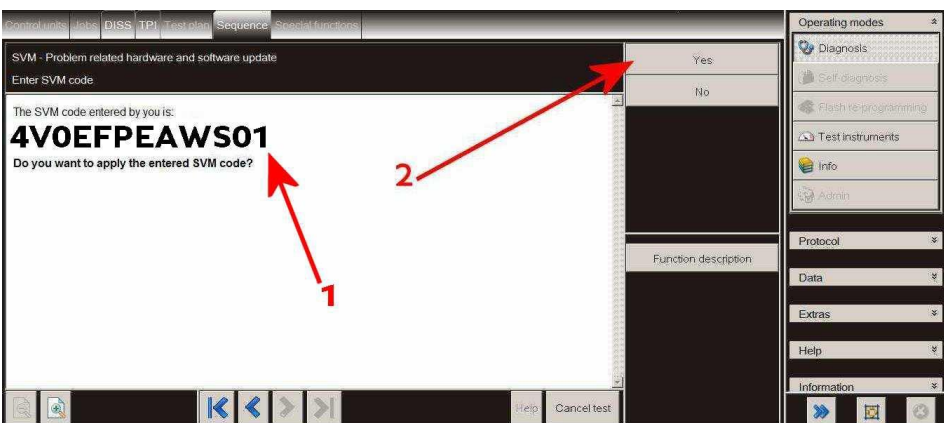 Control units Jobs DISS TPI Test plan Sequence Special functions
SVM - Problem related hardware and software update
Enter SVM code
The SVM code entered by you is:
4V0EFPEAWS01
Do you want to apply the entered SVM code?
1
2
Yes
No
Function description
Help
Cancel test
Operating modes
Diagnosis
Self-diagnosis
Flash re-programming
Test instruments
Info
Admin
Protocol
Data
Extras
Help
Information